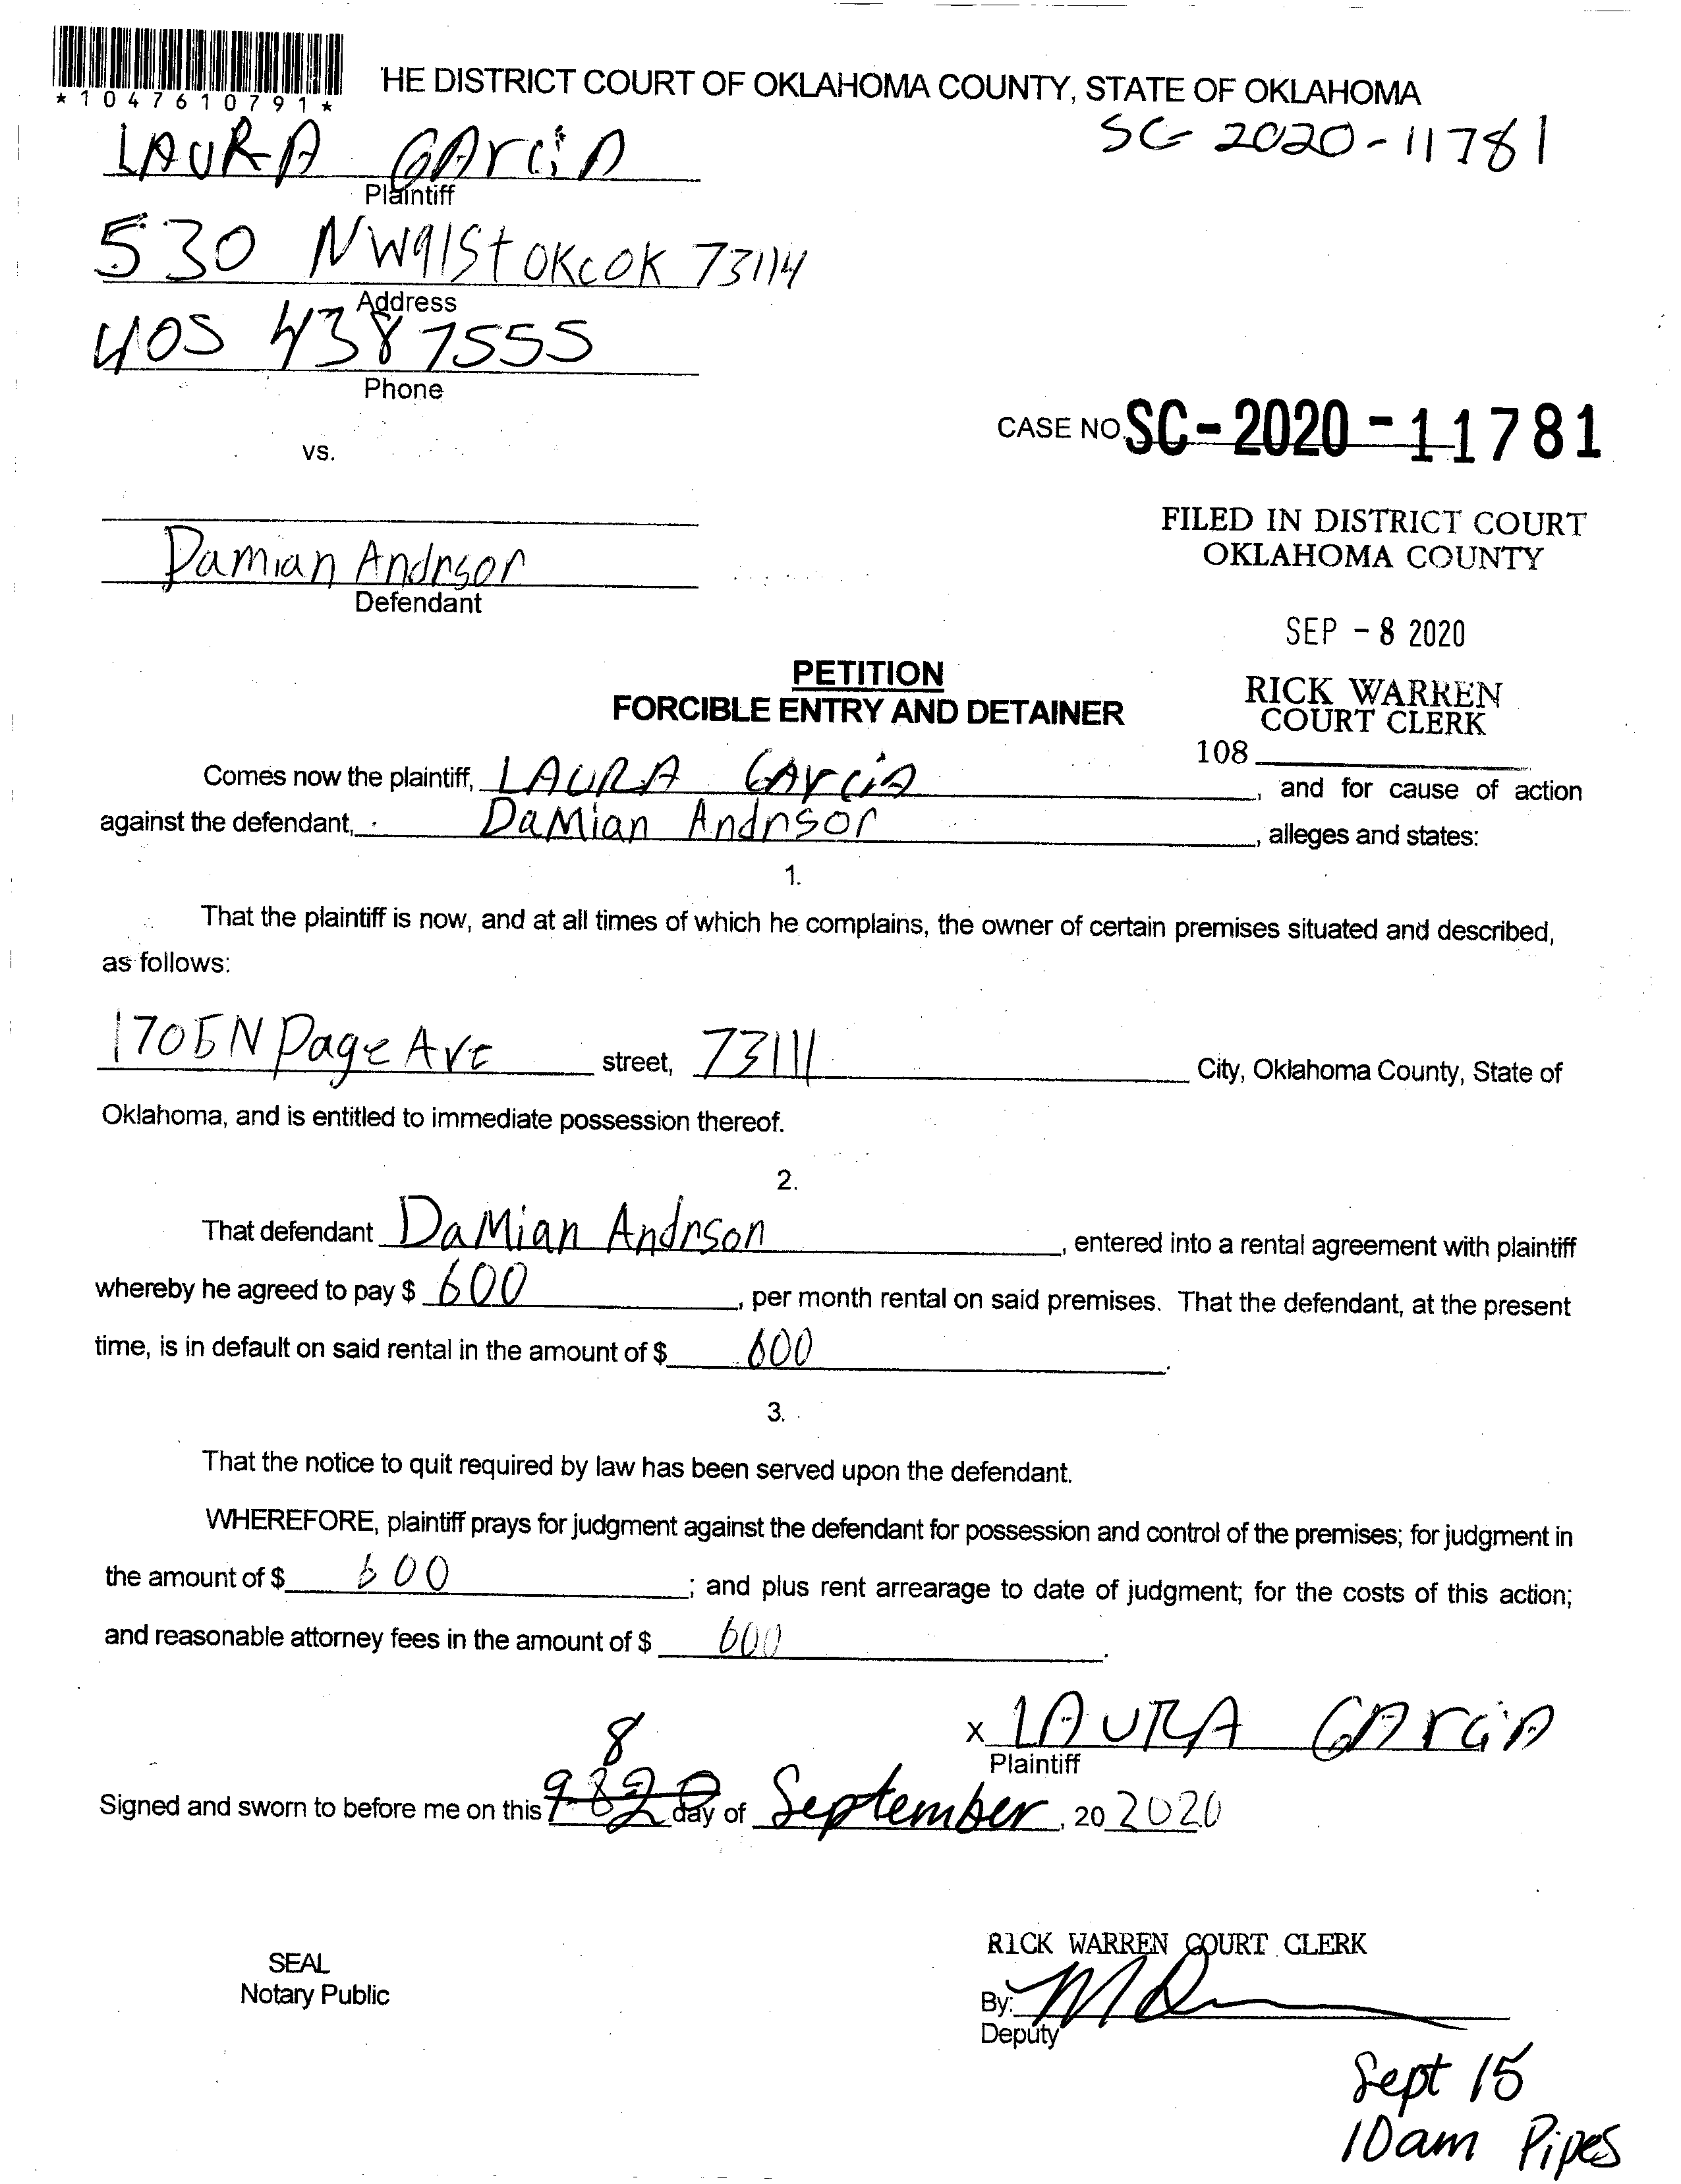 *1047610791*
'HE DISTRICT COURT OF OKLAHOMA COUNTY, STATE OF OKLAHOMA
SC-2020-11781
LAURA GArciA
Plaintiff
530 NW91St OKC OK 73114
Address
405 438 7555
Phone
CASE NO. SC-2020-11781
vs.
FILED IN DISTRICT COURT
OKLAHOMA COUNTY
Damian Andrsor
Defendant
SEP -8 2020
PETITION
FORCIBLE ENTRY AND DETAINER
RICK WARREN
COURT CLERK
108
Comes now the plaintiff, LAURA GArciA, and for cause of action
against the defendant, DaMian Andrsor, alleges and states:
1.
That the plaintiff is now, and at all times of which he complains, the owner of certain premises situated and described,
as follows:
1705 N Page Ave street, 73111 City, Oklahoma County, State of
Oklahoma, and is entitled to immediate possession thereof.
2.
That defendant DaMian Andrson, entered into a rental agreement with plaintiff
whereby he agreed to pay $ 600, per month rental on said premises. That the defendant, at the present
time, is in default on said rental in the amount of $ 600.
3.
That the notice to quit required by law has been served upon the defendant.
WHEREFORE, plaintiff prays for judgment against the defendant for possession and control of the premises; for judgment in
the amount of $ 600; and plus rent arrearage to date of judgment; for the costs of this action;
and reasonable attorney fees in the amount of $ 600.
x LAURA GArciA
Plaintiff
8
Signed and sworn to before me on this day of September, 20 2020
RICK WARREN COURT CLERK
SEAL
Notary Public
By:
Deputy
Sept 15
10am Pipes